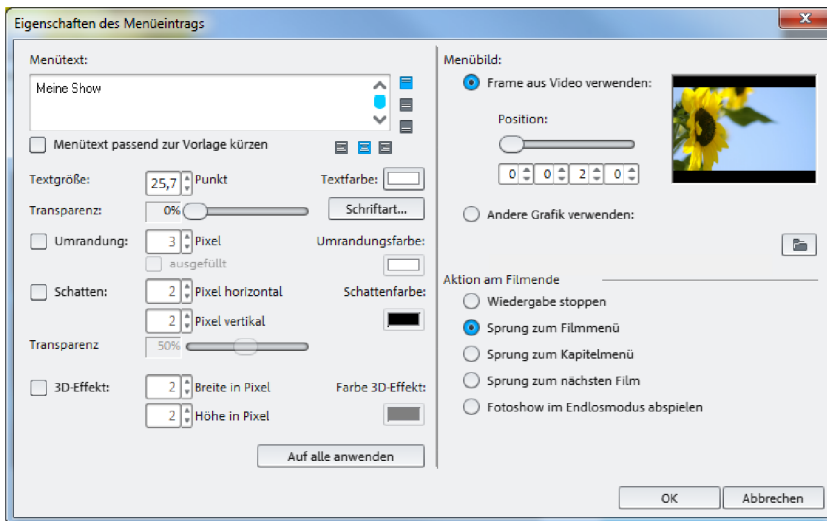 Eigenschaften des Menüeintrags
Menütext:
Meine Show
Menütext passend zur Vorlage kürzen
Textgröße: 25,7 Punkt Textfarbe:
Transparenz: 0% Schriftart...
Umrandung: 3 Pixel Umrandungsfarbe:
ausgefüllt
Schatten: 2 Pixel horizontal Schattenfarbe:
2 Pixel vertikal
Transparenz 50%
3D-Effekt: 2 Breite in Pixel Farbe 3D-Effekt:
2 Höhe in Pixel
Auf alle anwenden
Menübild:
Frame aus Video verwenden:
Position:
0 0 2 0
Andere Grafik verwenden:
Aktion am Filmende
Wiedergabe stoppen
Sprung zum Filmmenü
Sprung zum Kapitelmenü
Sprung zum nächsten Film
Fotoshow im Endlosmodus abspielen
OK Abbrechen